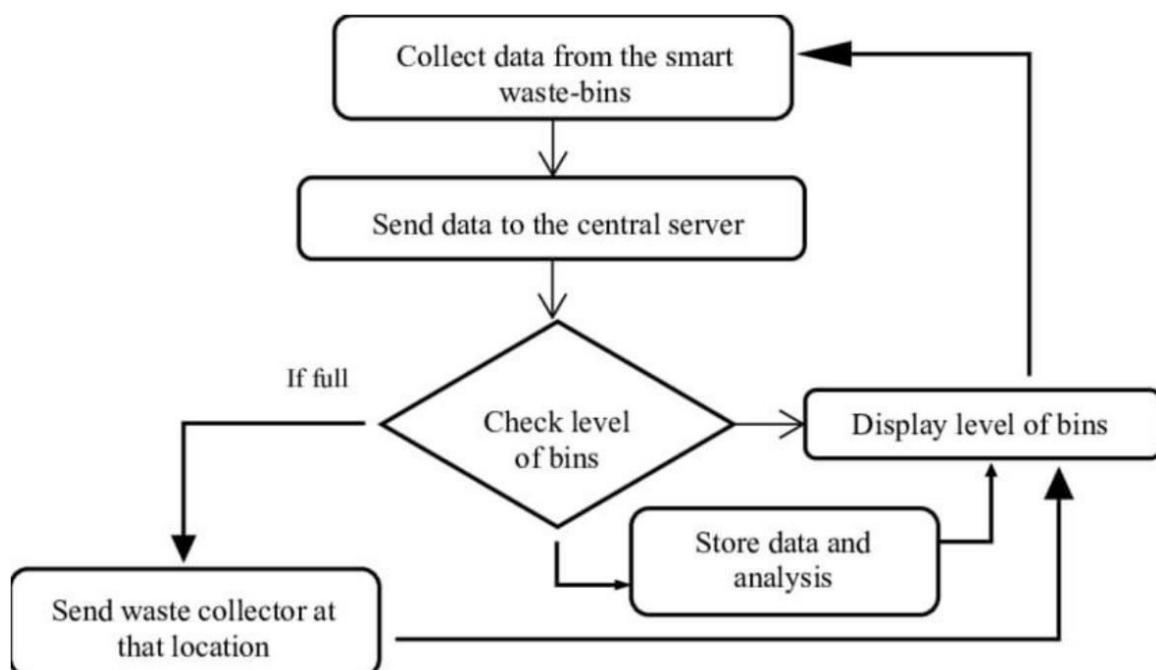 Collect data from the smart
waste-bins
Send data to the central server
If full
Check level
of bins
Display level of bins
Store data and
analysis
Send waste collector at
that location